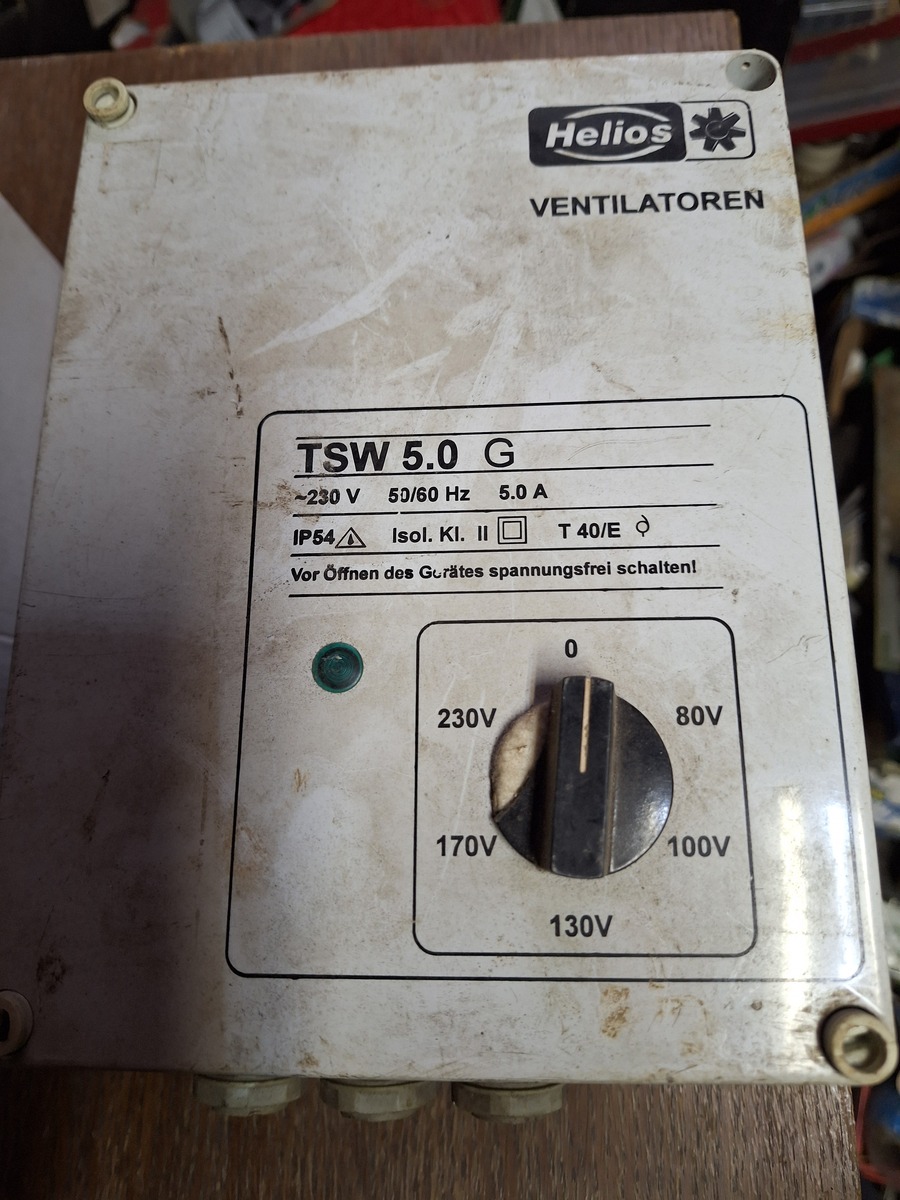 Helios
VENTILATOREN
TSW 5.0 G
~230 V 50/60 Hz 5.0 A
IP54 Isol. Kl. II T 40/E
Vor Öffnen des Gerätes spannungsfrei schalten!
0
230V 80V
170V 100V
130V